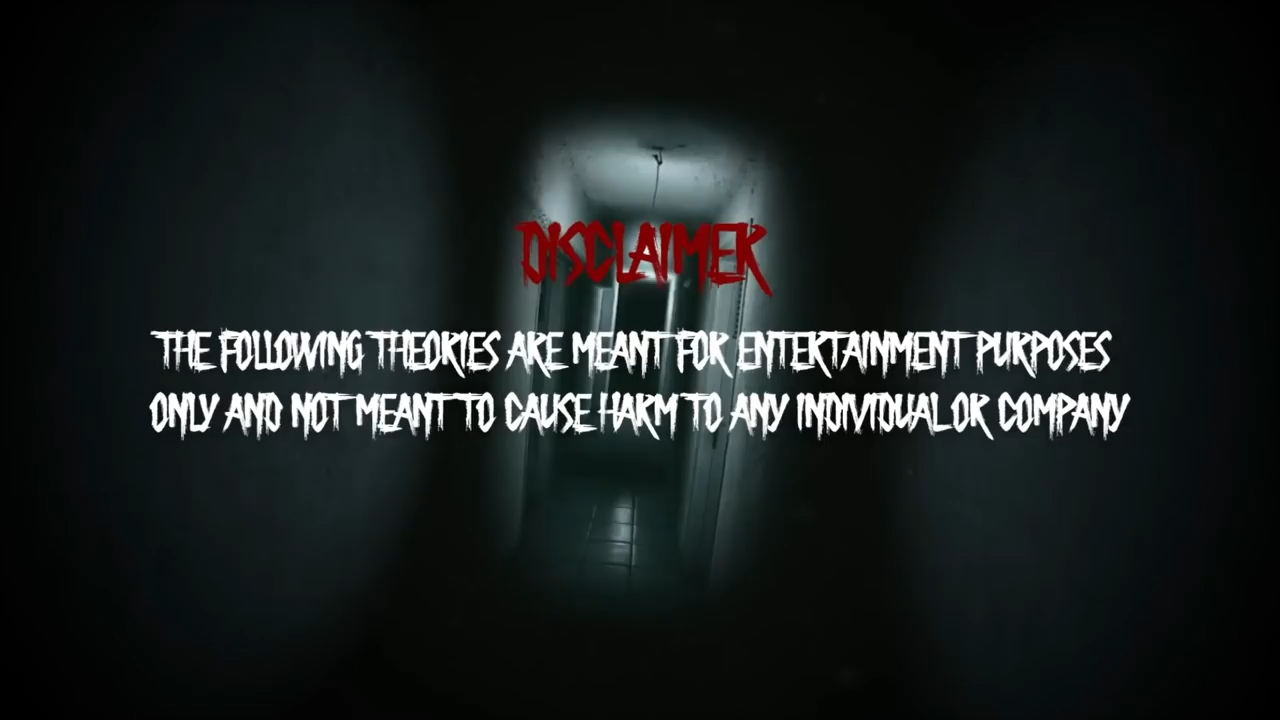 DISCLAIMER
THE FOLLOWING THEORIES ARE MEANT FOR ENTERTAINMENT PURPOSES
ONLY AND NOT MEANT TO CAUSE HARM TO ANY INDIVIDUAL OR COMPANY